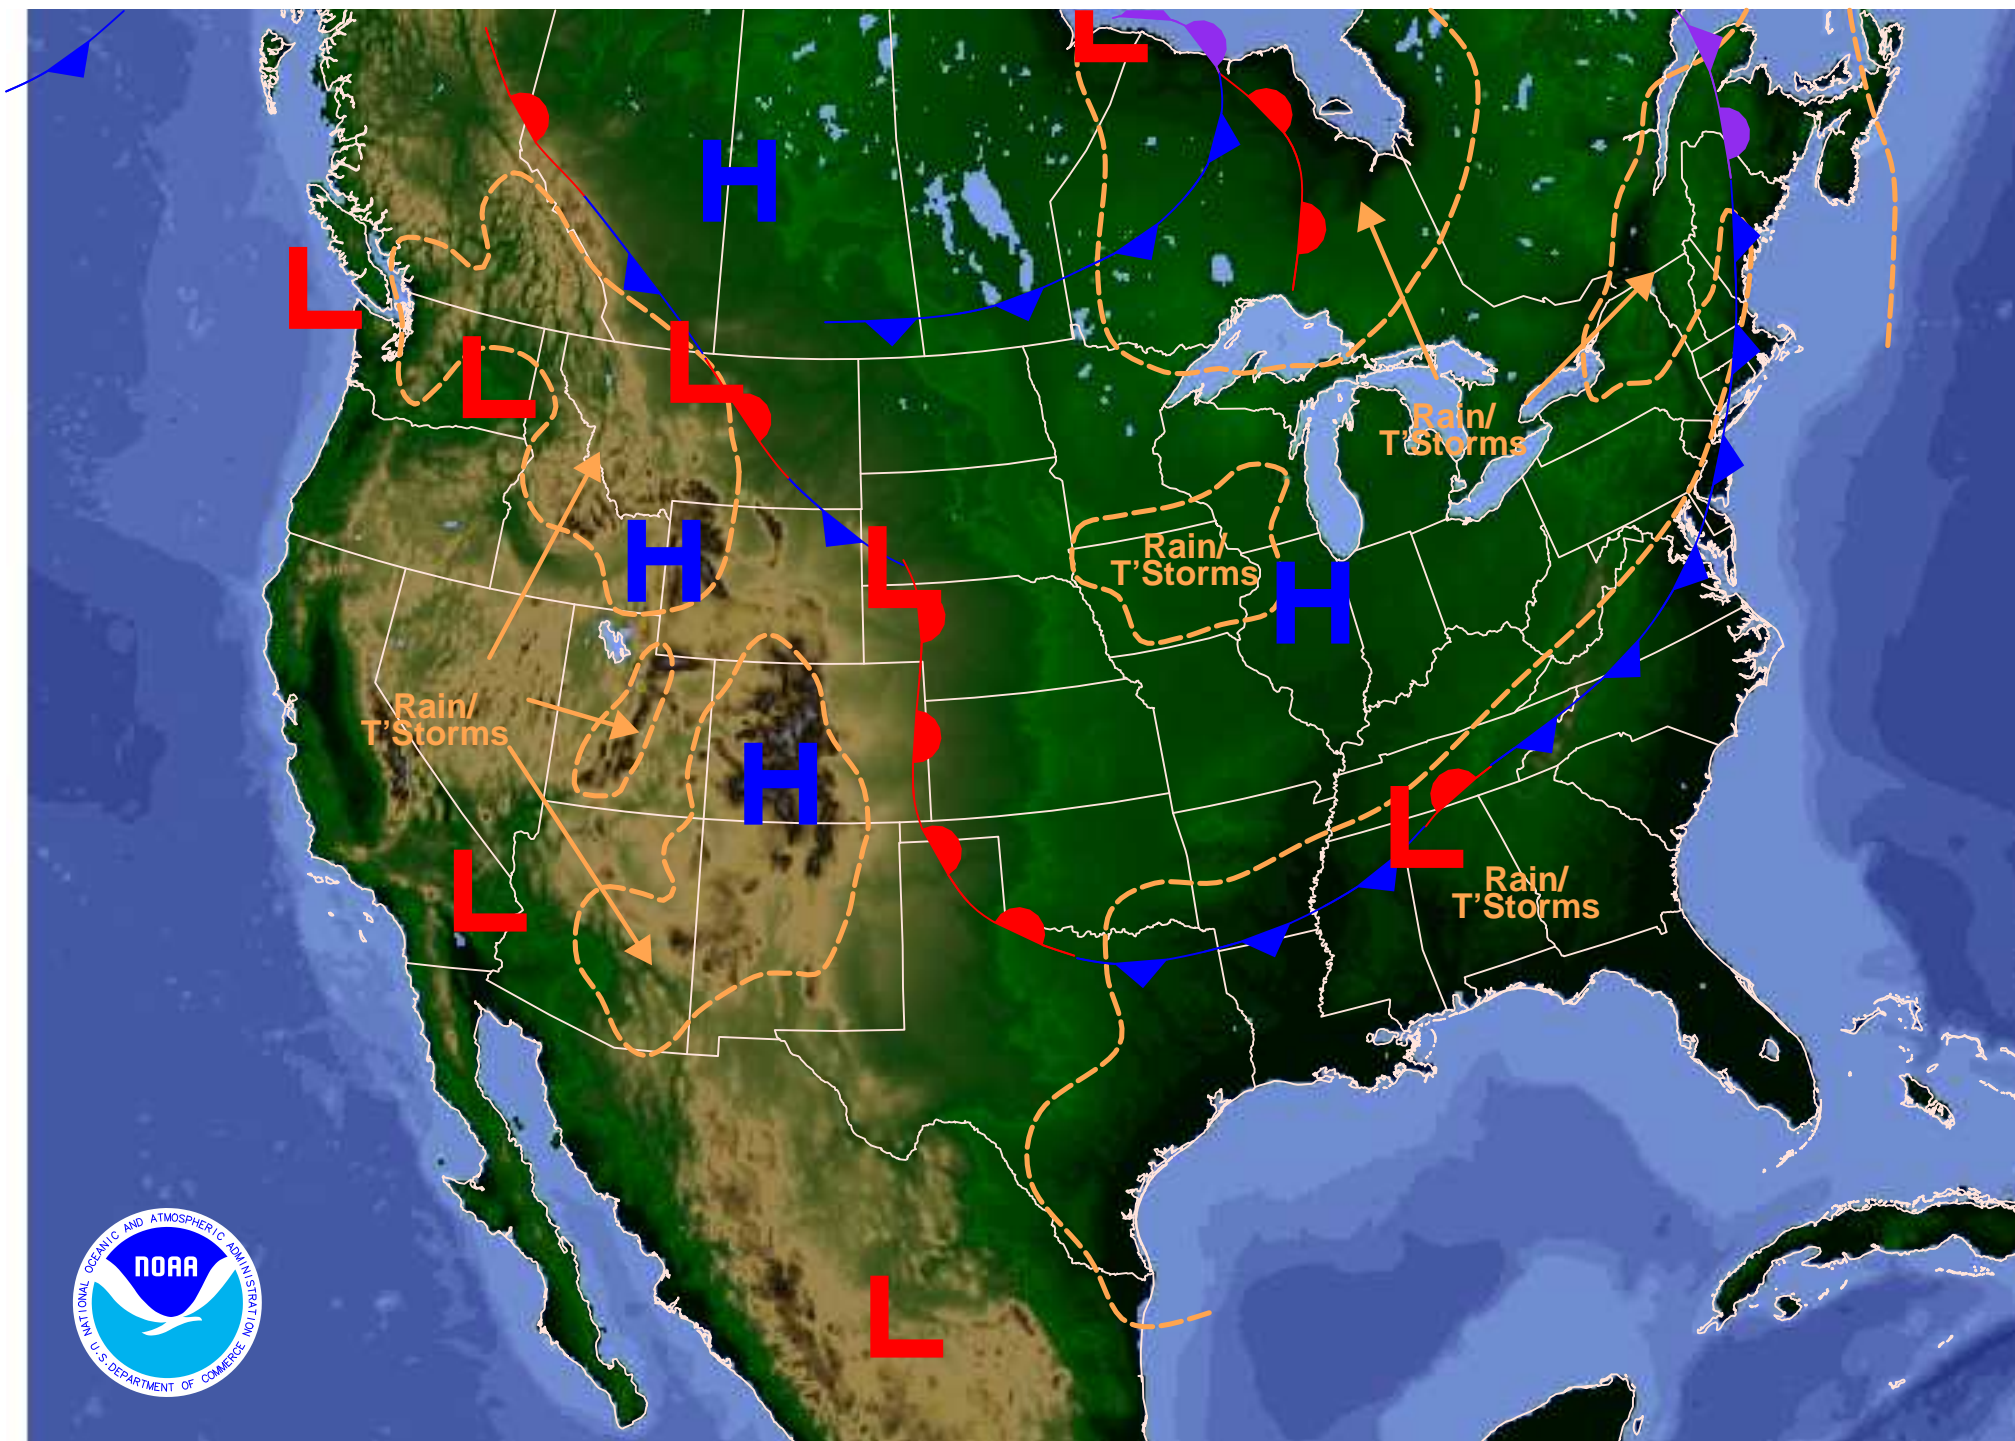 L
H
L
L
L
Rain/
T'Storms
L
H
Rain/
T'Storms
H
Rain/
T'Storms
H
L
L
Rain/
T'Storms
L
NATIONAL OCEANIC AND ATMOSPHERIC ADMINISTRATION
NOAA
U.S. DEPARTMENT OF COMMERCE